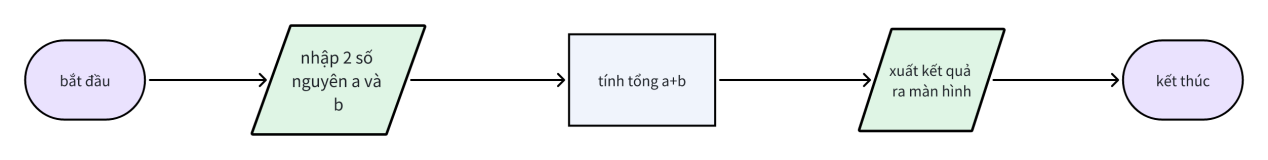 bắt đầu
nhập 2 số
nguyên a và
b
tính tổng a+b
xuất kết quả
ra màn hình
kết thúc